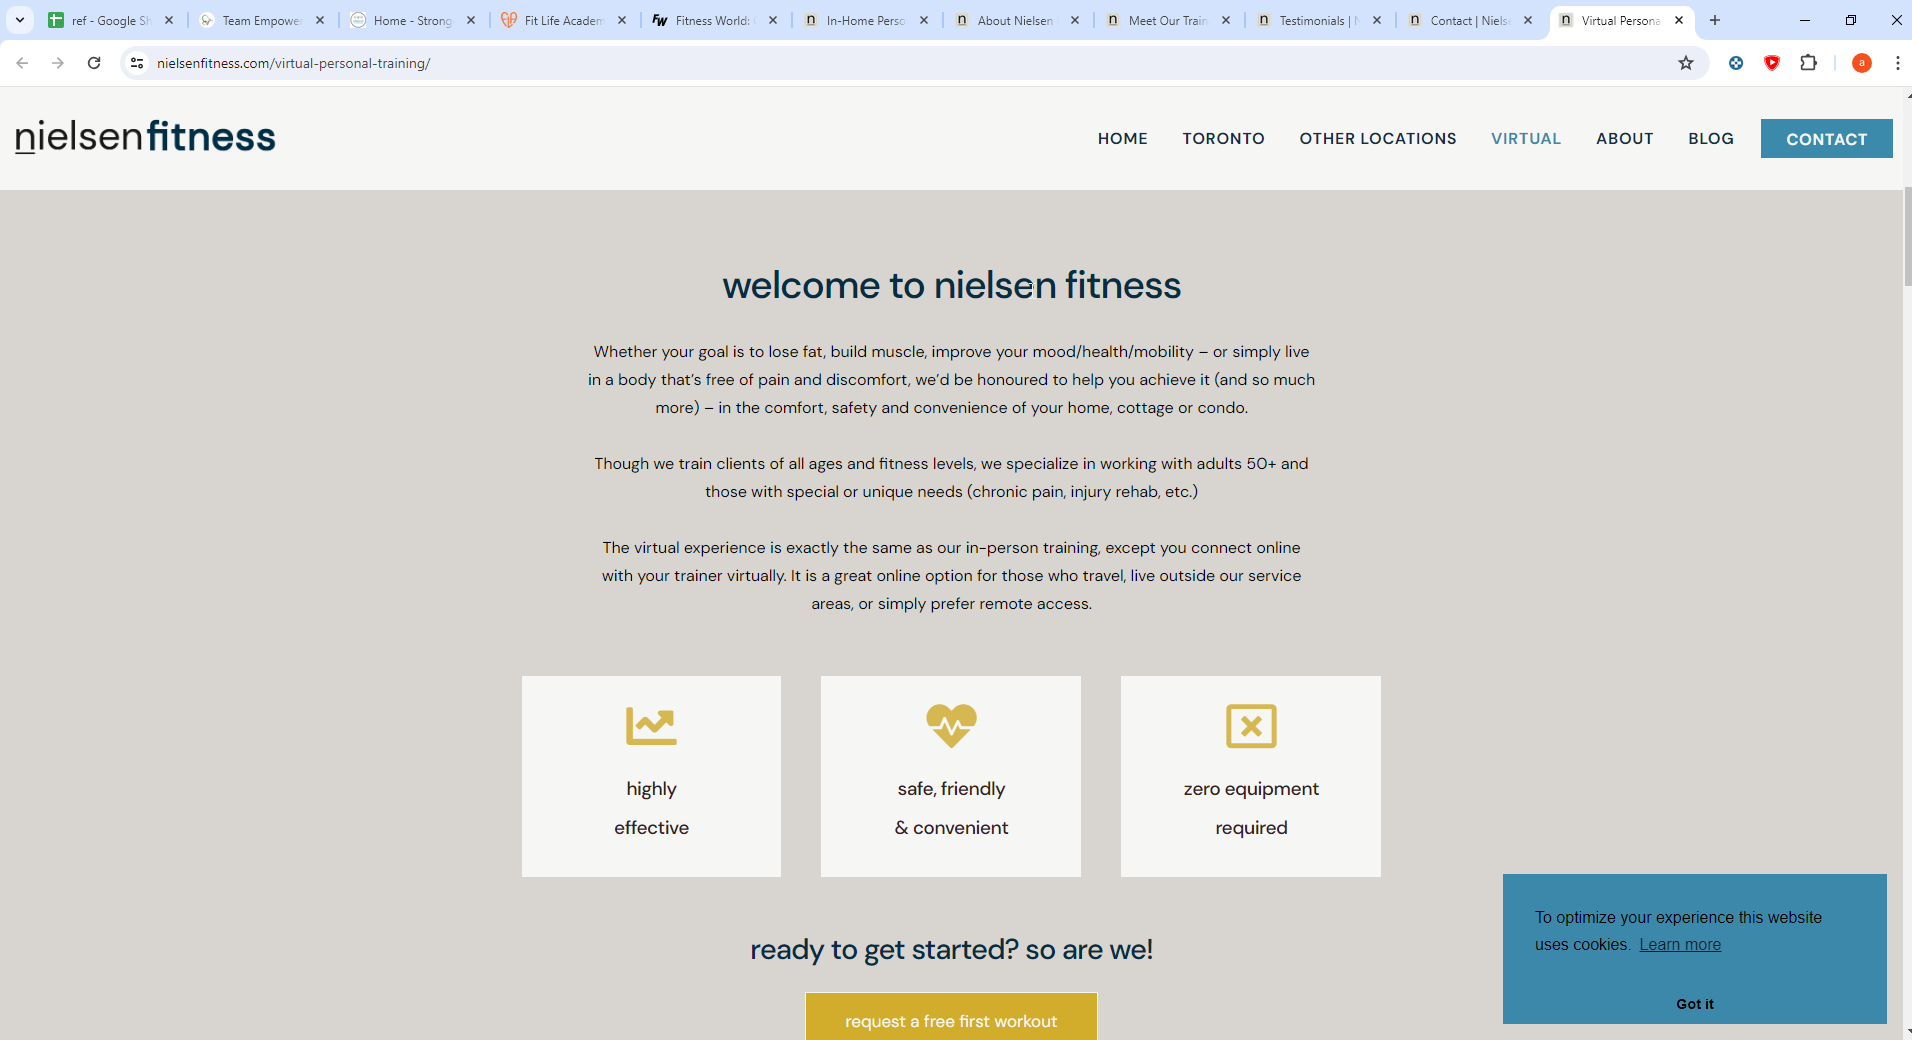 ref - Google Sh
Team Empower
Home - Strong
Fit Life Academ
FW
Fitness World:
In-Home Perso
About Nielsen
Meet Our Train
Testimonials | N
Contact | Nielse
Virtual Persona
nielsenfitness.com/virtual-personal-training/
a
nielsenfitness
HOME
TORONTO
OTHER LOCATIONS
VIRTUAL
ABOUT
BLOG
CONTACT
welcome to nielsen fitness
Whether your goal is to lose fat, build muscle, improve your mood/health/mobility – or simply live
in a body that’s free of pain and discomfort, we’d be honoured to help you achieve it (and so much
more) – in the comfort, safety and convenience of your home, cottage or condo.
Though we train clients of all ages and fitness levels, we specialize in working with adults 50+ and
those with special or unique needs (chronic pain, injury rehab, etc.)
The virtual experience is exactly the same as our in-person training, except you connect online
with your trainer virtually. It is a great online option for those who travel, live outside our service
areas, or simply prefer remote access.
highly
effective
safe, friendly
& convenient
zero equipment
required
ready to get started? so are we!
request a free first workout
To optimize your experience this website
uses cookies. Learn more
Got it